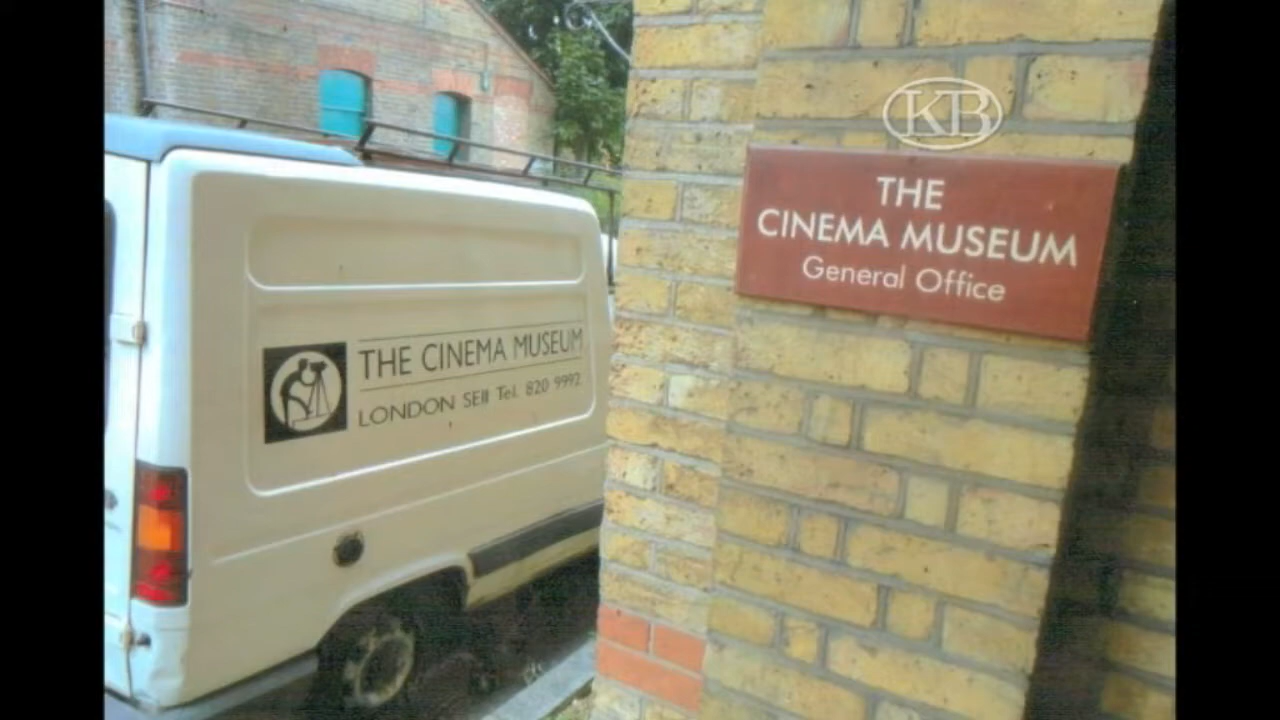 KB
THE
CINEMA MUSEUM
General Office
THE CINEMA MUSEUM
LONDON SE11 Tel. 820 9992